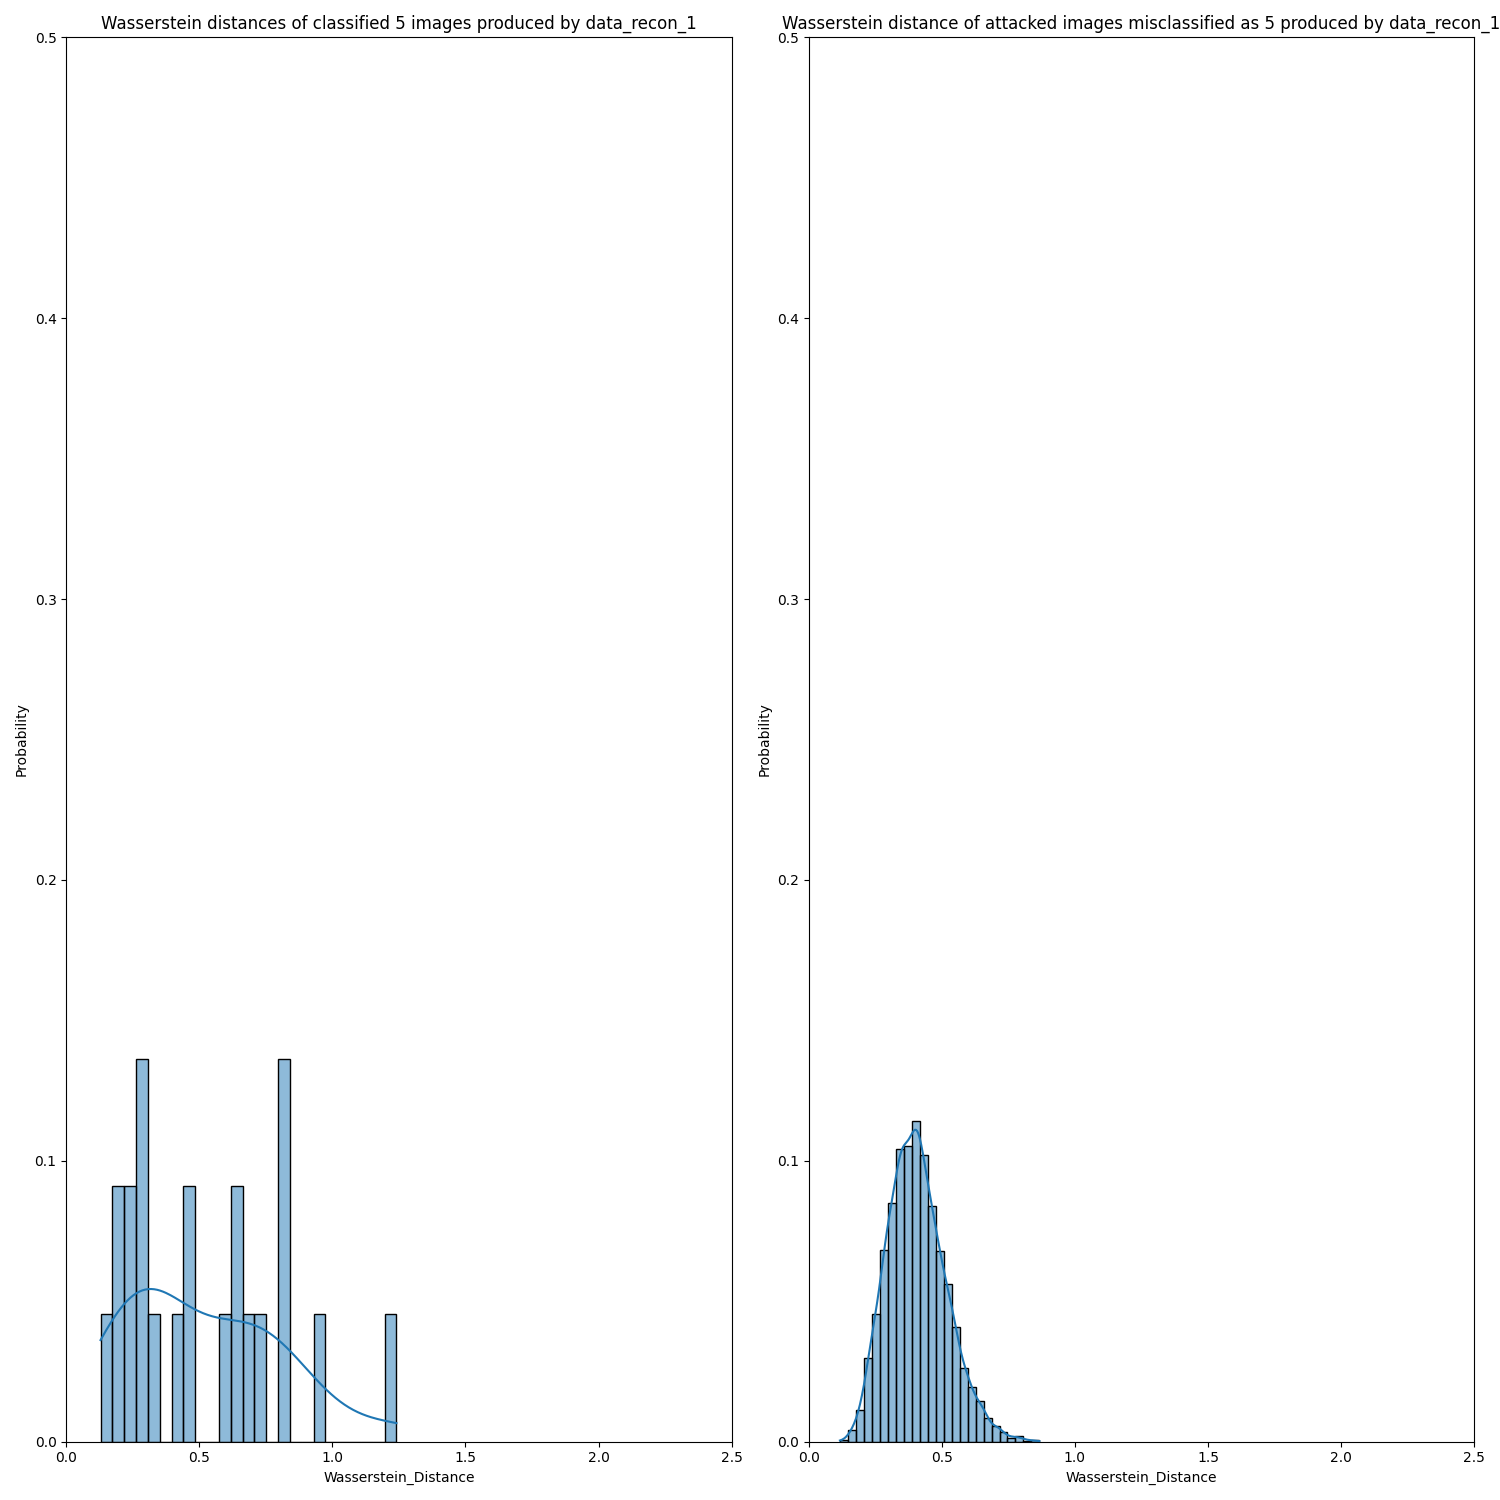 Wasserstein distances of classified 5 images produced by data_recon_1
0.5
0.4
0.3
0.2
0.1
0.0
Probability
0.0 0.5 1.0 1.5 2.0 2.5
Wasserstein_Distance
Wasserstein distance of attacked images misclassified as 5 produced by data_recon_1
0.5
0.4
0.3
0.2
0.1
0.0
Probability
0.0 0.5 1.0 1.5 2.0 2.5
Wasserstein_Distance